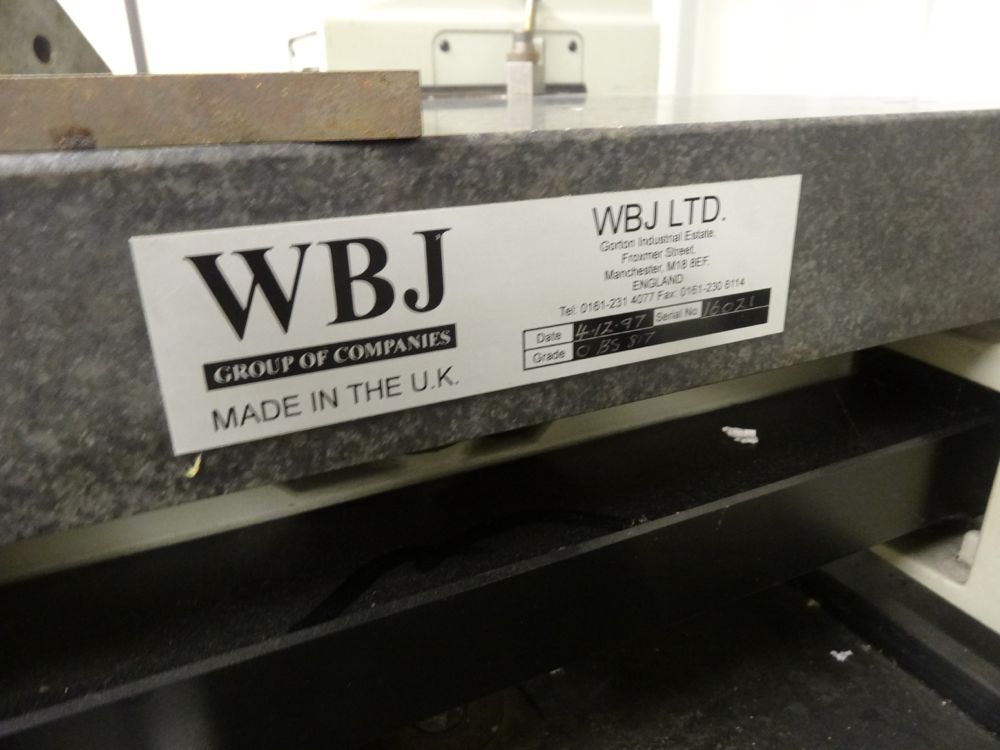 WBJ
GROUP OF COMPANIES
MADE IN THE U.K.
WBJ LTD.
Gorton Industrial Estate,
Froxmer Street,
Manchester, M18 8EF.
ENGLAND
Tel: 0161-231 4077 Fax: 0161-230 6114
Date 4.12.97 Serial No 16021
Grade O BS 817